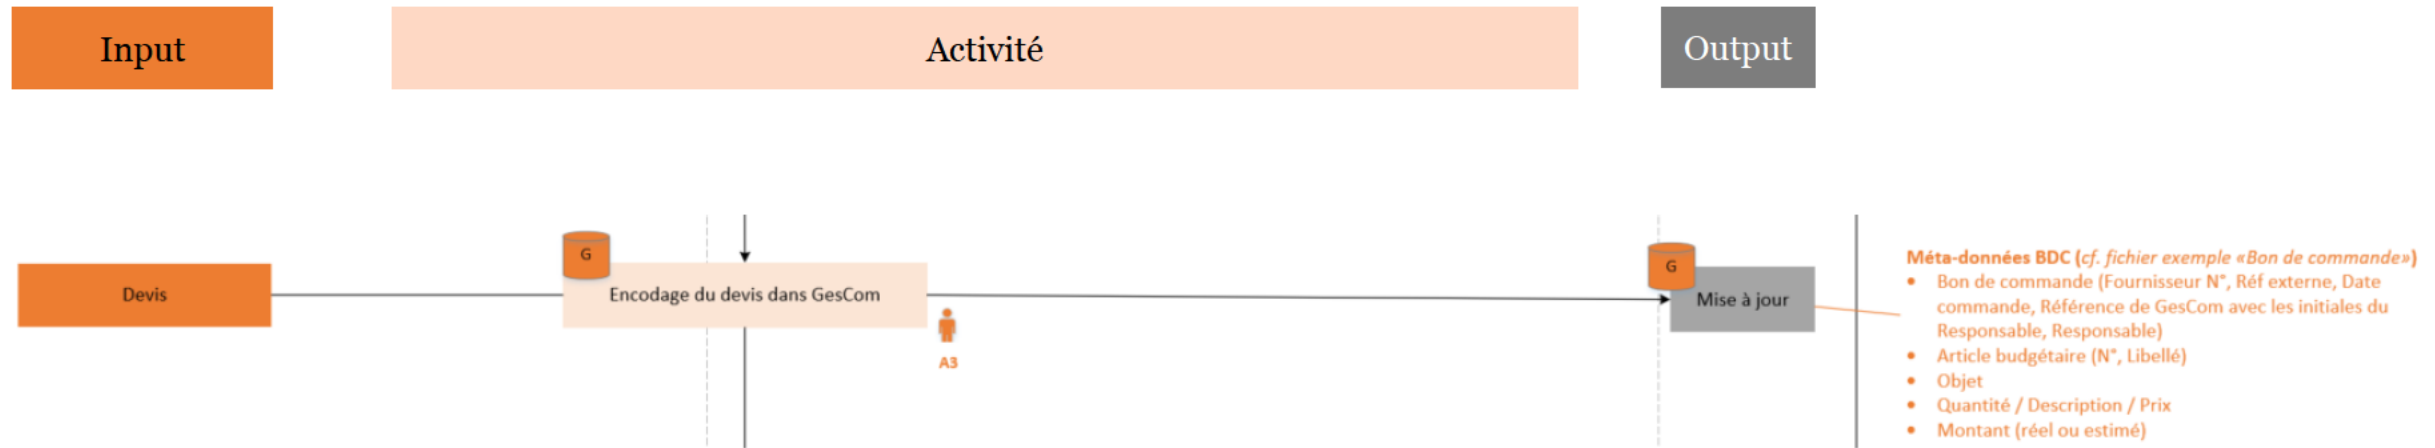 Input
Activité
Output
G
Devis
Encodage du devis dans GesCom
A3
G
Mise à jour
Méta-données BDC (cf. fichier exemple «Bon de commande»)
• Bon de commande (Fournisseur N°, Réf externe, Date
commande, Référence de GesCom avec les initiales du
Responsable, Responsable)
• Article budgétaire (N°, Libellé)
• Objet
• Quantité / Description / Prix
• Montant (réel ou estimé)